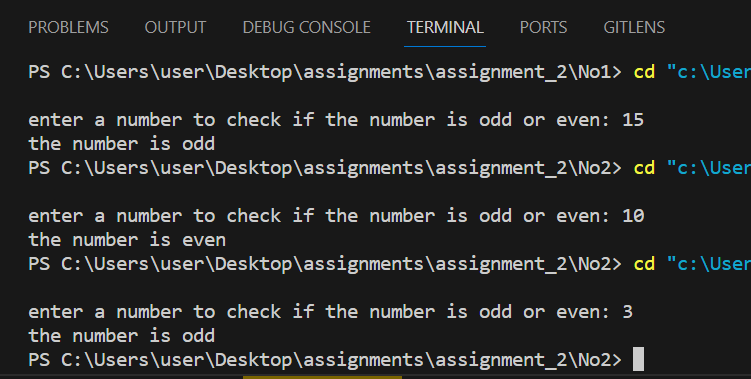 PROBLEMS OUTPUT DEBUG CONSOLE TERMINAL PORTS GITLENS
PS C:\Users\user\Desktop\assignments\assignment_2\No1> cd "c:\User
enter a number to check if the number is odd or even: 15
the number is odd
PS C:\Users\user\Desktop\assignments\assignment_2\No2> cd "c:\User
enter a number to check if the number is odd or even: 10
the number is even
PS C:\Users\user\Desktop\assignments\assignment_2\No2> cd "c:\User
enter a number to check if the number is odd or even: 3
the number is odd
PS C:\Users\user\Desktop\assignments\assignment_2\No2>